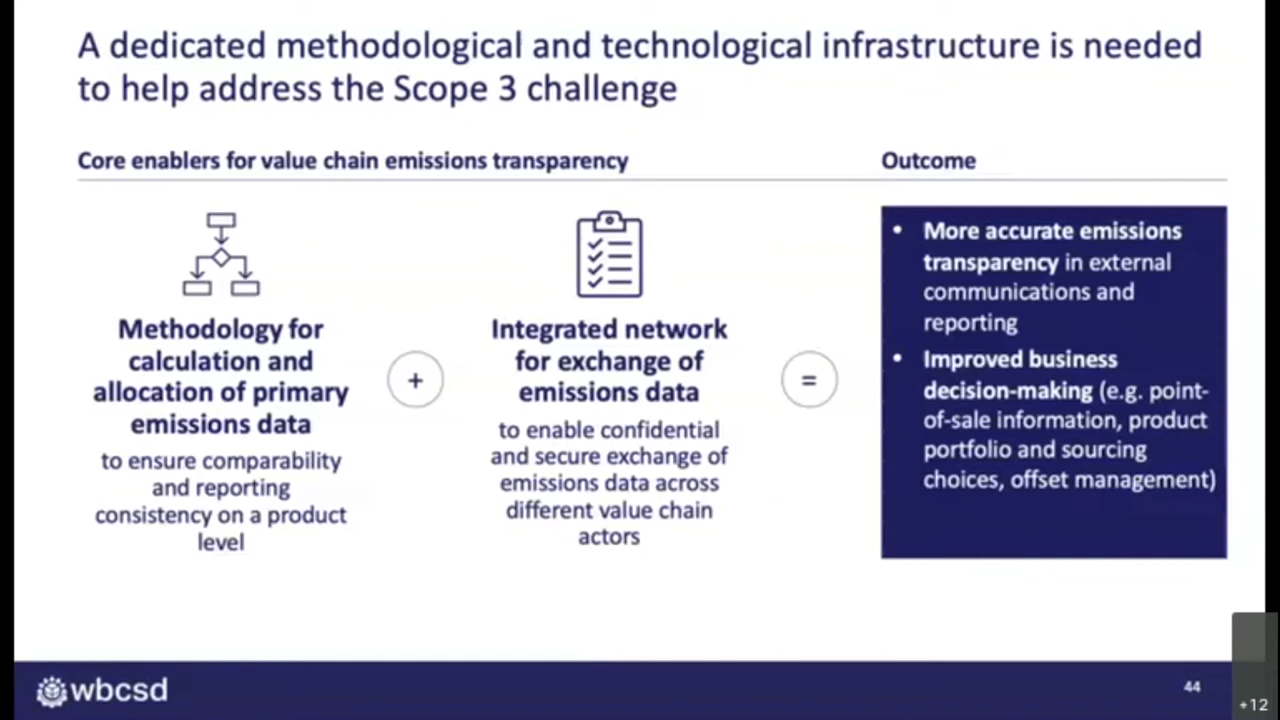 A dedicated methodological and technological infrastructure is needed
to help address the Scope 3 challenge
Core enablers for value chain emissions transparency
Methodology for
calculation and
allocation of primary
emissions data
to ensure comparability
and reporting
consistency on a product
level
+
Integrated network
for exchange of
emissions data
to enable confidential
and secure exchange of
emissions data across
different value chain
actors
=
Outcome
• More accurate emissions
transparency in external
communications and
reporting
• Improved business
decision-making (e.g. point-
of-sale information, product
portfolio and sourcing
choices, offset management)
wbcsd
44
+12